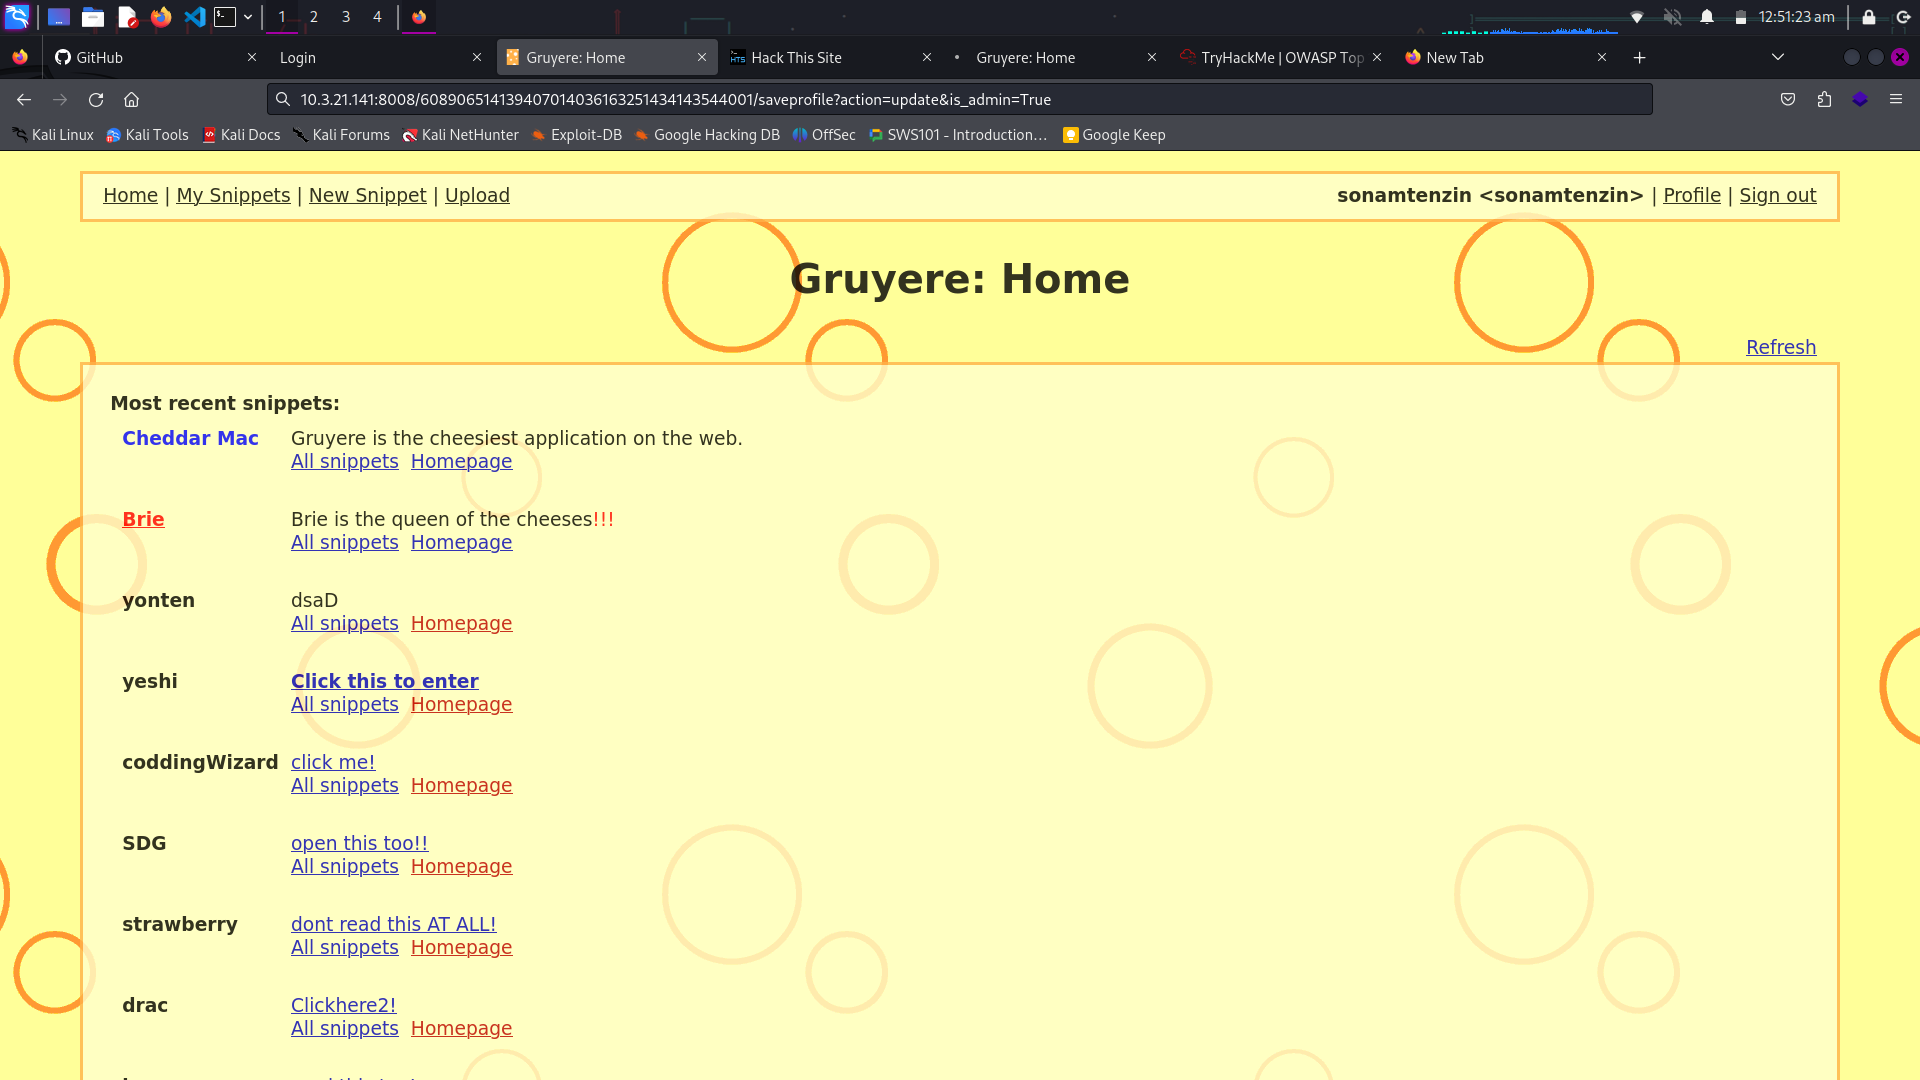 1 2 3 4 12:51:23 am
GitHub Login Gruyere: Home Hack This Site Gruyere: Home TryHackMe | OWASP Top New Tab
10.3.21.141:8008/608906514139407014036163251434143544001/saveprofile?action=update&is_admin=True
Kali Linux Kali Tools Kali Docs Kali Forums Kali NetHunter Exploit-DB Google Hacking DB OffSec SWS101 - Introduction… Google Keep
Home | My Snippets | New Snippet | Upload sonamtenzin <sonamtenzin> | Profile | Sign out
Gruyere: Home
Refresh
Most recent snippets:
Cheddar Mac Gruyere is the cheesiest application on the web.
All snippets Homepage
Brie Brie is the queen of the cheeses!!!
All snippets Homepage
yonten dsaD
All snippets Homepage
yeshi Click this to enter
All snippets Homepage
coddingWizard click me!
All snippets Homepage
SDG open this too!!
All snippets Homepage
strawberry dont read this AT ALL!
All snippets Homepage
drac Clickhere2!
All snippets Homepage